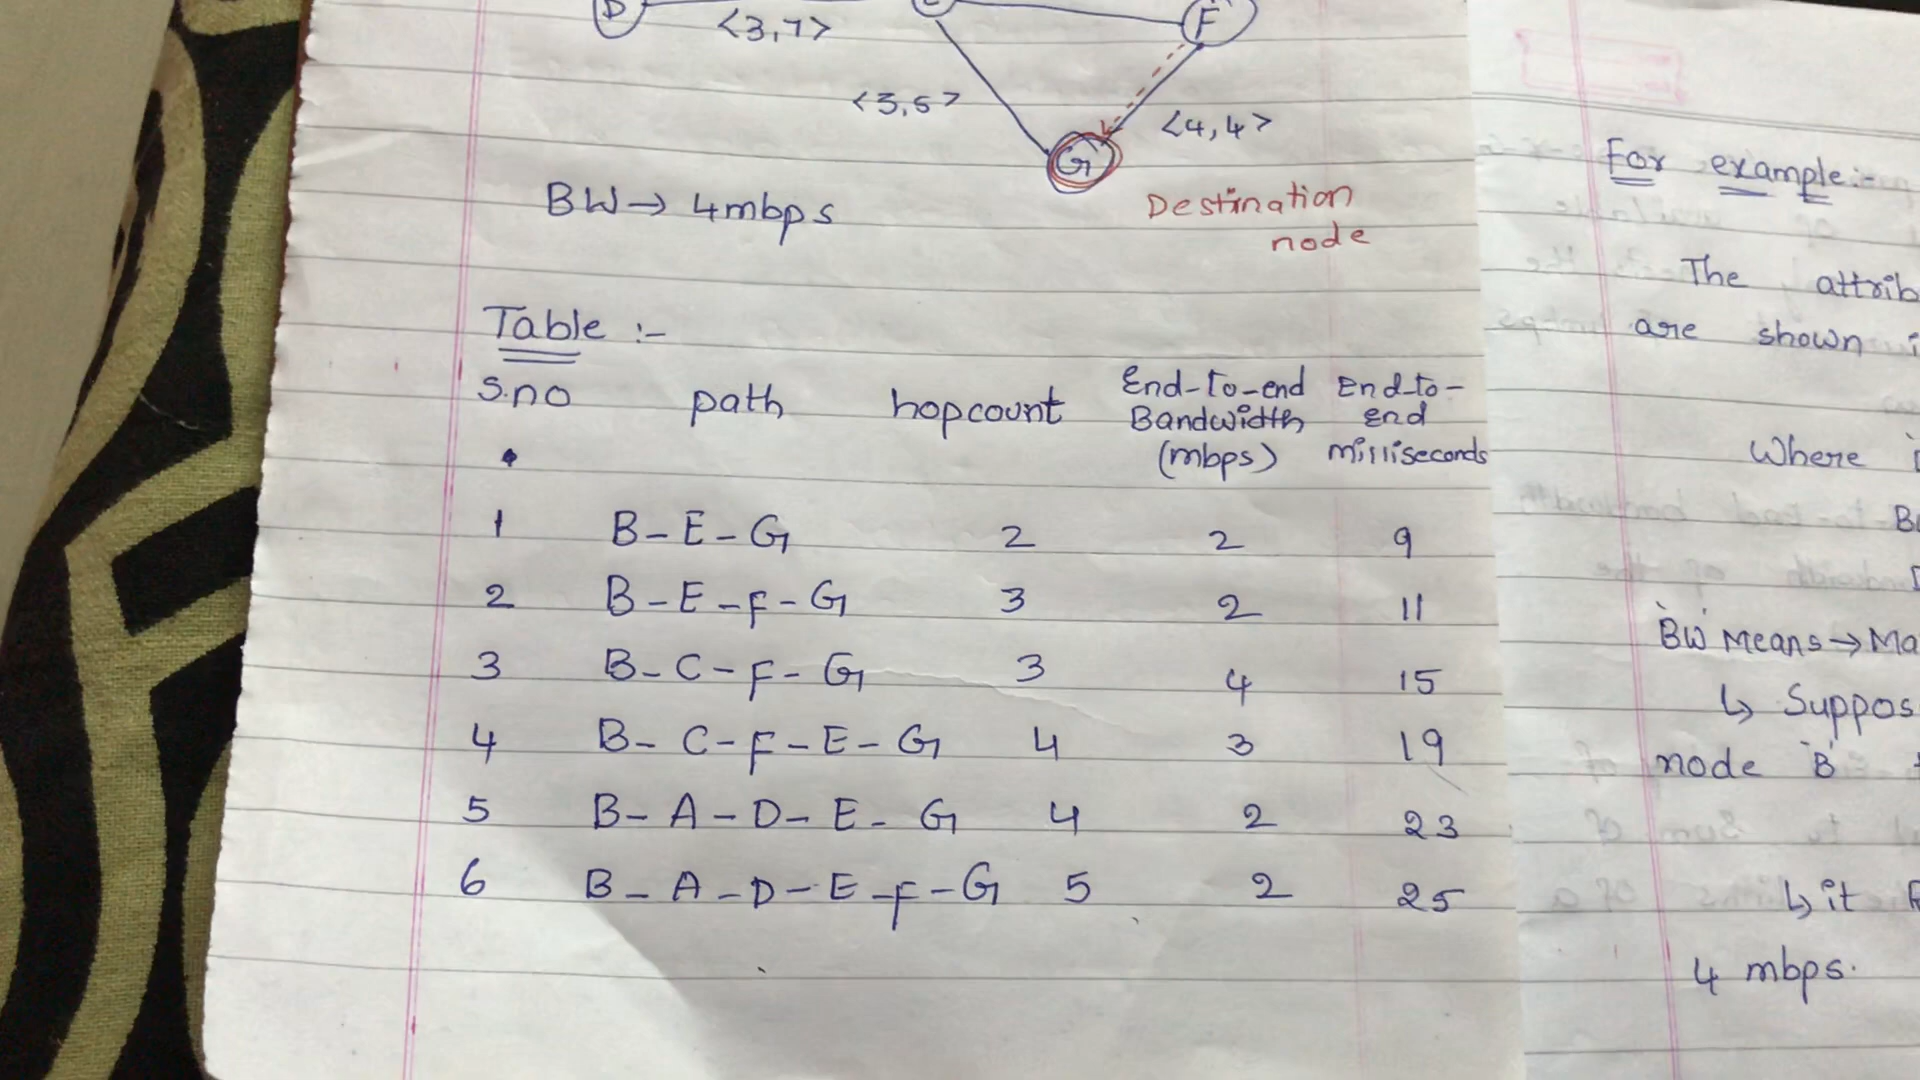 D
E
F
<3,7>
<3,5>
<4,4>
G
BW → 4mbps
Destination
node
Table :-
S.no path hopcount End-to-end Bandwidth (mbps) End-to-end milliseconds
1 B-E-G 2 2 9
2 B-E-F-G 3 2 11
3 B-C-F-G 3 4 15
4 B-C-F-E-G 4 3 19
5 B-A-D-E-G 4 2 23
6 B-A-D-E-F-G 5 2 25
For example:-
The attrib
are shown
Where
'BW' Means → Ma
↳ Suppos
node 'B'
↳ it
4 mbps.